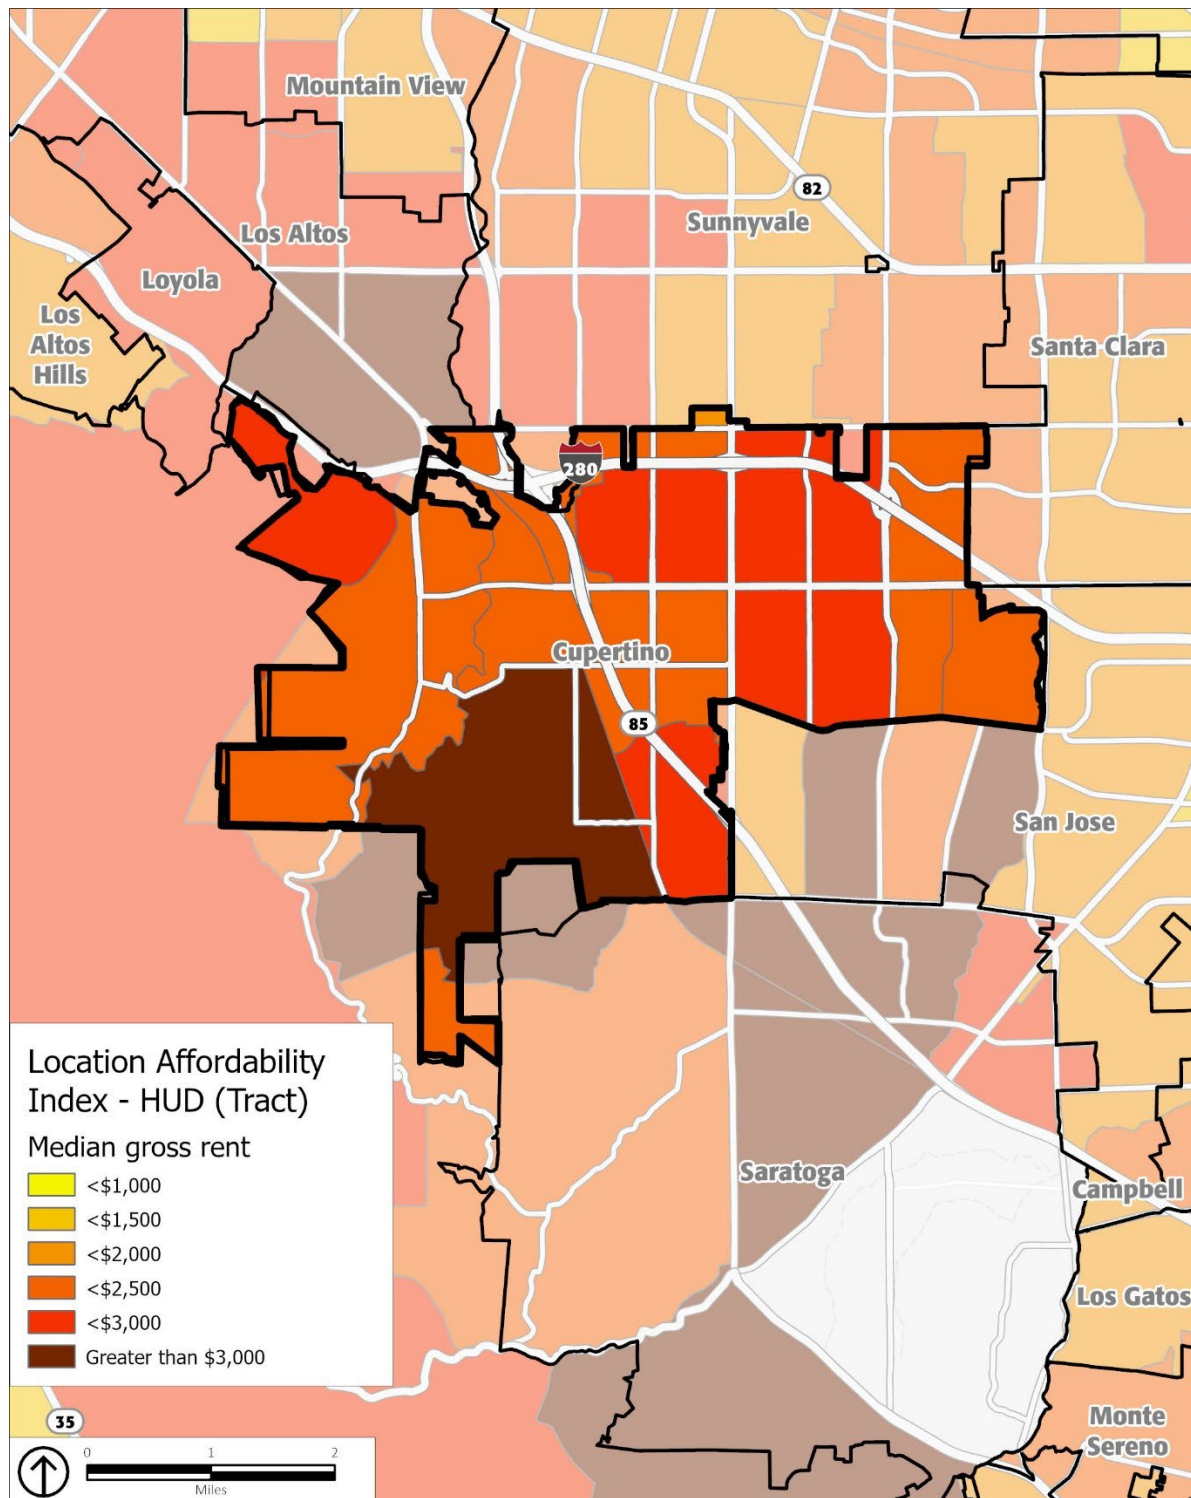 Mountain View
82
Sunnyvale
Los Altos
Loyola
Los
Altos
Hills
Santa Clara
280
Cupertino
85
San Jose
Location Affordability
Index - HUD (Tract)
Median gross rent
<$1,000
<$1,500
<$2,000
<$2,500
<$3,000
Greater than $3,000
Saratoga
Campbell
Los Gatos
Monte
Sereno
35
0 1 2
Miles